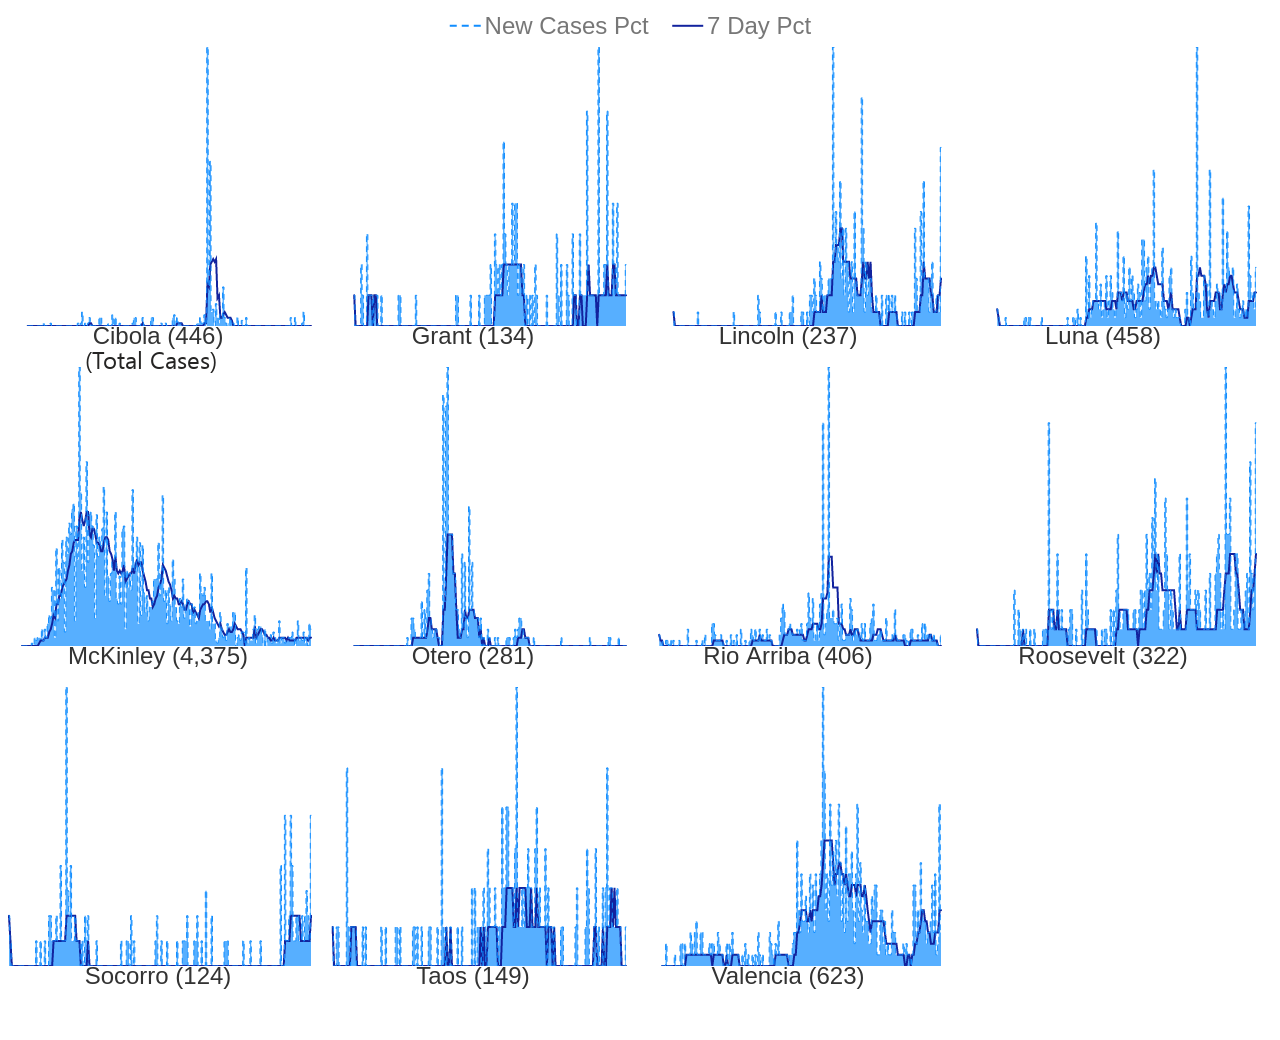 New Cases Pct 7 Day Pct
Cibola (446) Grant (134) Lincoln (237) Luna (458)
(Total Cases)
McKinley (4,375) Otero (281) Rio Arriba (406) Roosevelt (322)
Socorro (124) Taos (149) Valencia (623)